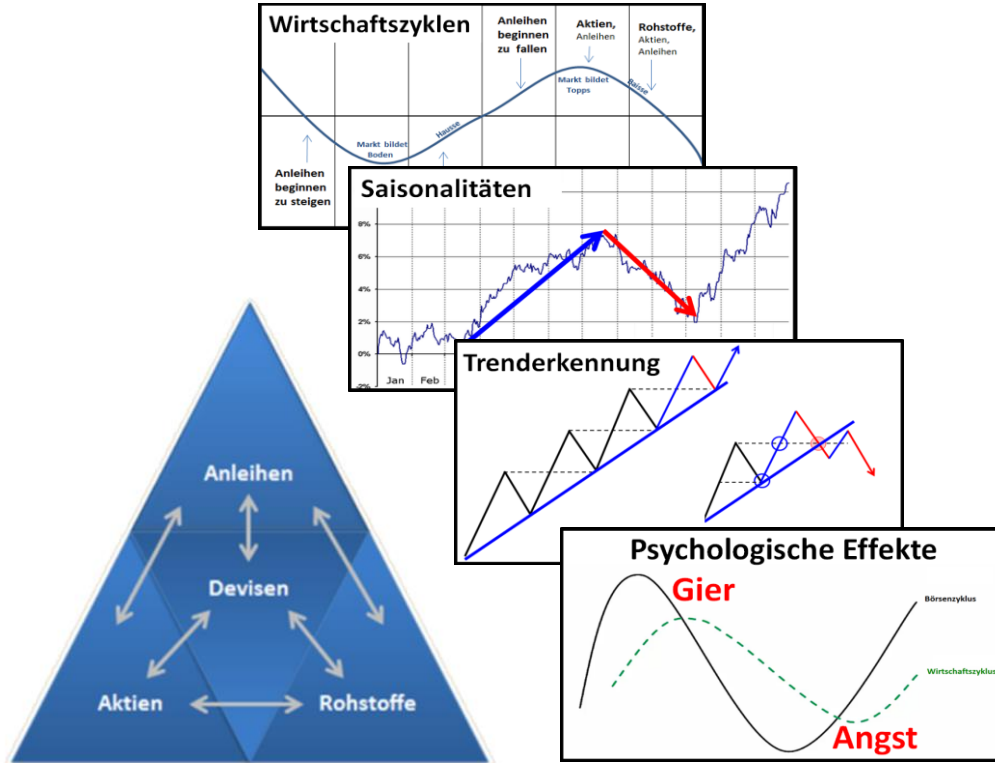 Wirtschaftszyklen
Anleihen
beginnen
zu fallen
Aktien,
Anleihen
Rohstoffe,
Aktien,
Anleihen
Markt bildet
Topps
Baisse
Hausse
Markt bildet
Boden
Anleihen
beginnen
zu steigen
Saisonalitäten
8%
6%
4%
2%
0%
-2%
Jan Feb
Trenderkennung
Psychologische Effekte
Gier
Börsenzyklus
Wirtschaftszyklus
Angst
Anleihen
Devisen
Aktien
Rohstoffe